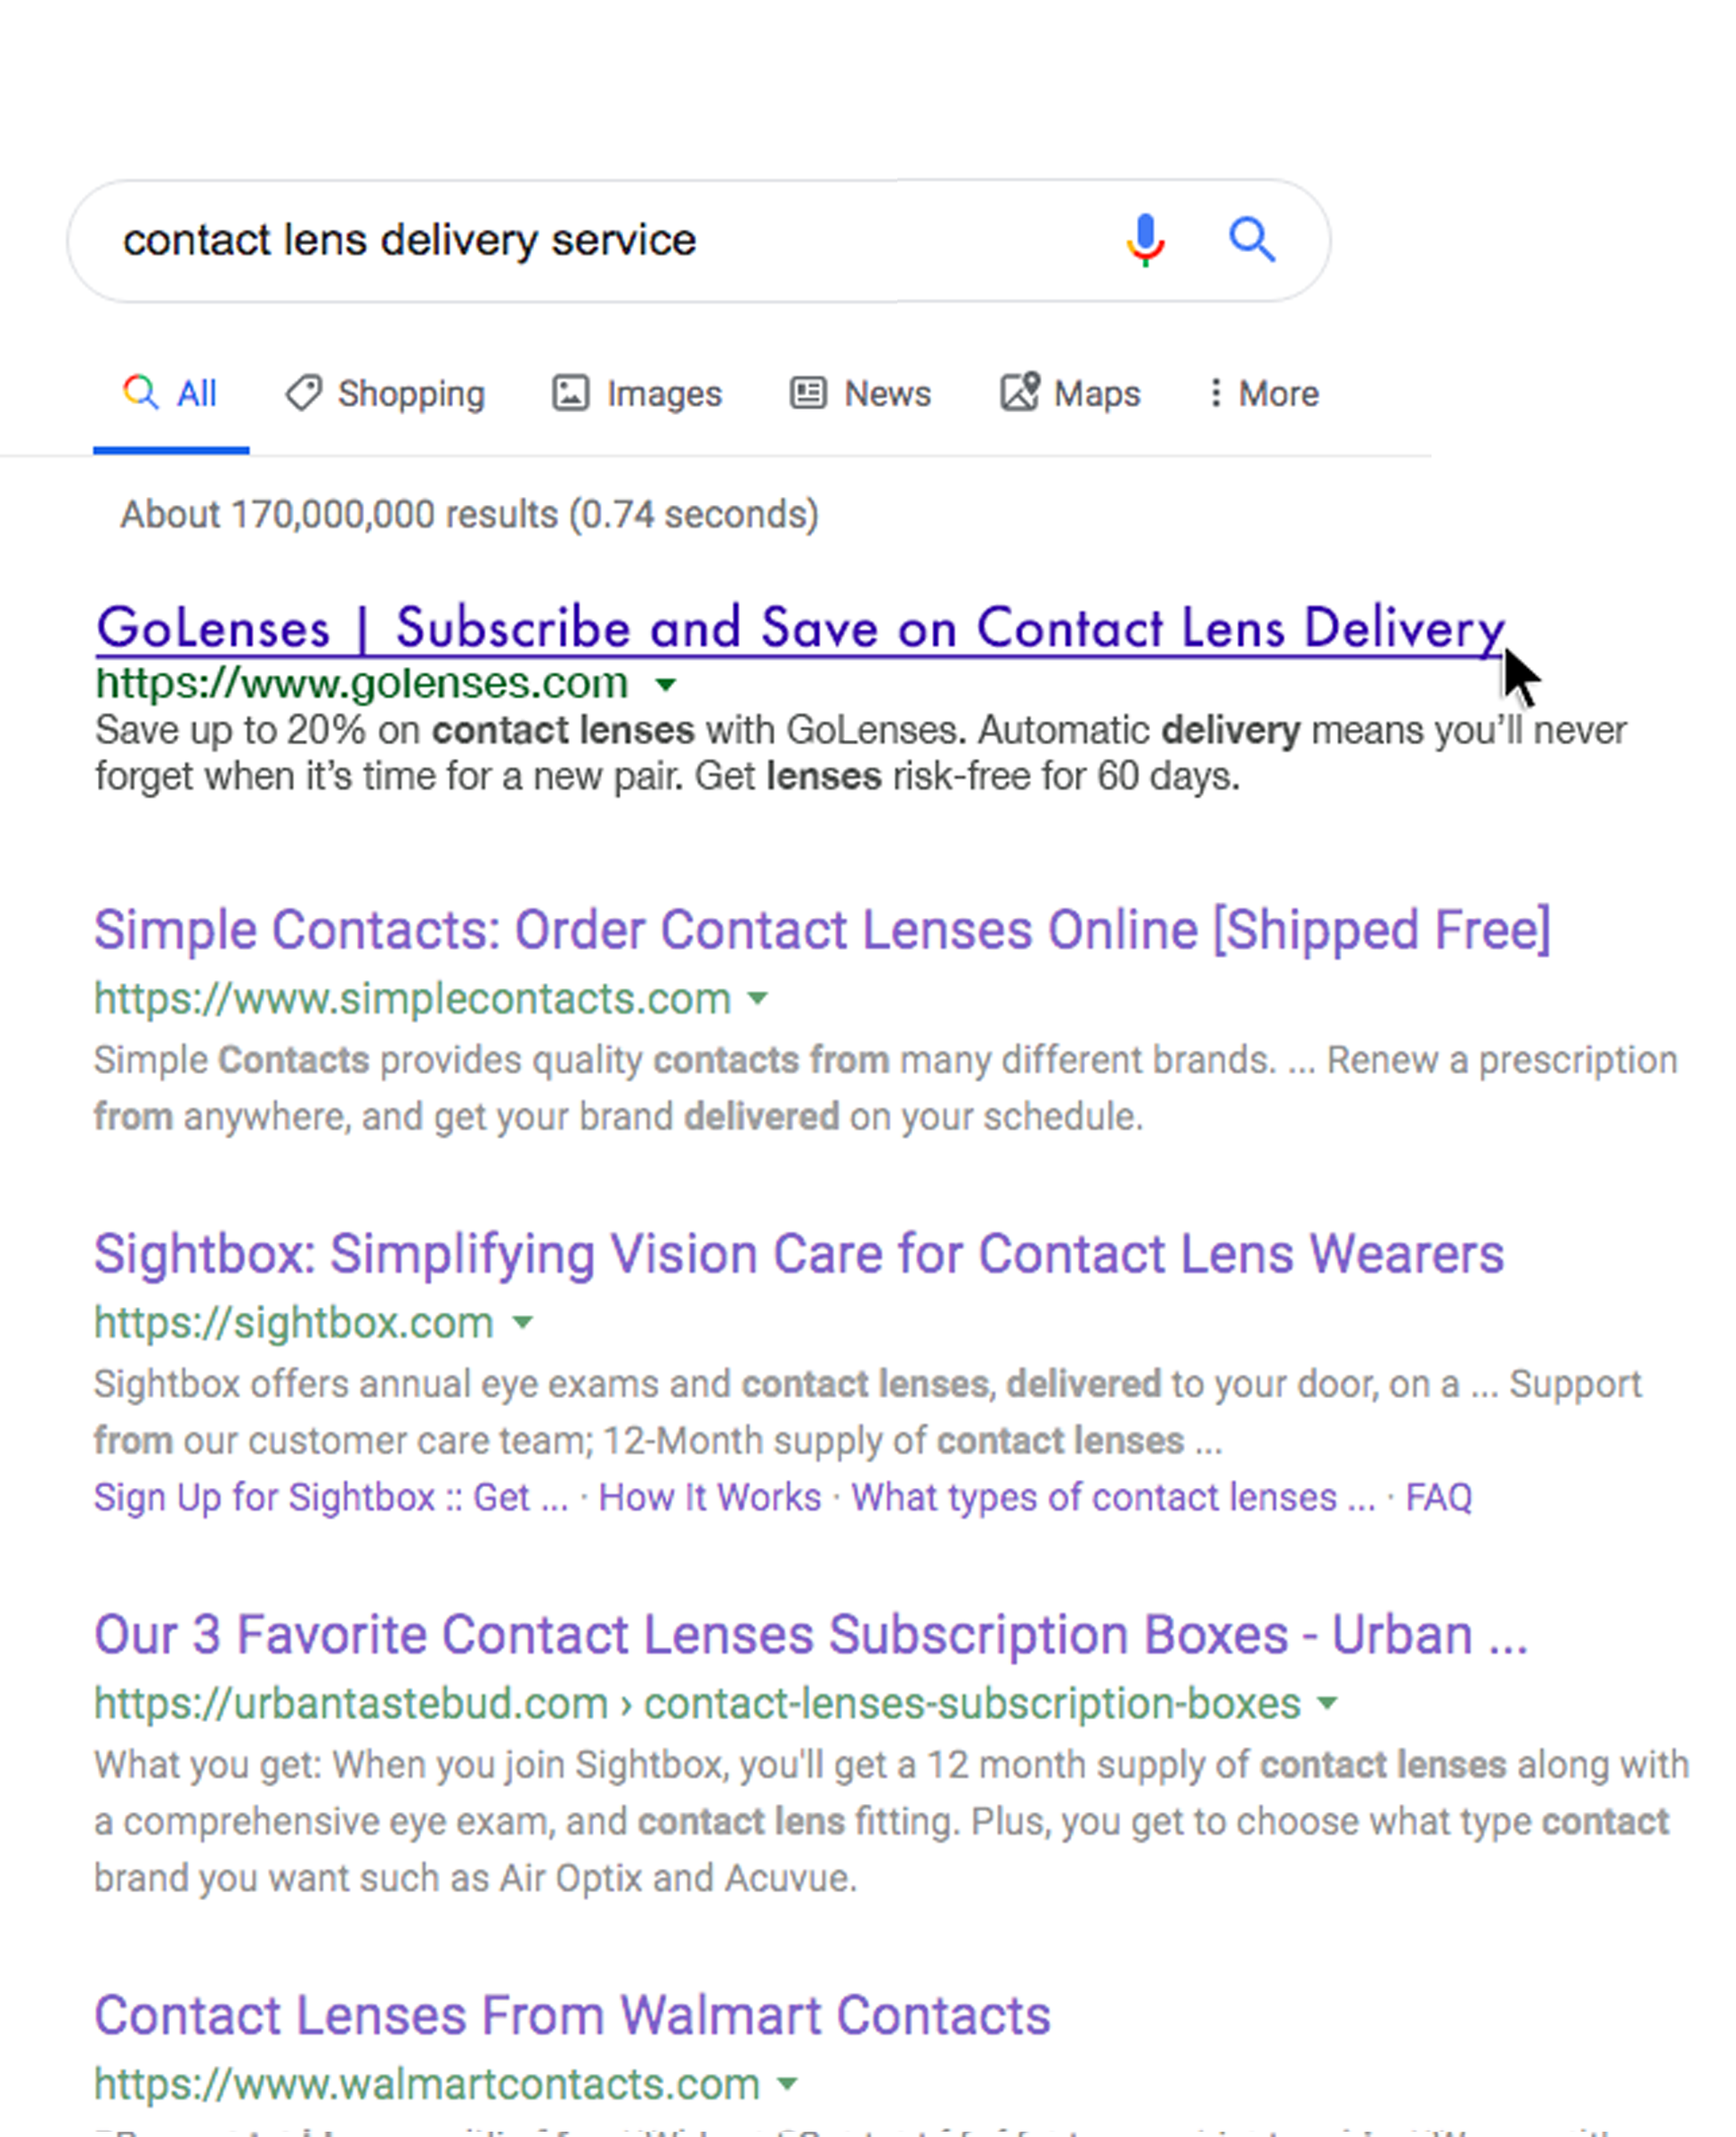 contact lens delivery service
All Shopping Images News Maps More
About 170,000,000 results (0.74 seconds)
GoLenses | Subscribe and Save on Contact Lens Delivery
https://www.golenses.com
Save up to 20% on contact lenses with GoLenses. Automatic delivery means you’ll never
forget when it’s time for a new pair. Get lenses risk-free for 60 days.
Simple Contacts: Order Contact Lenses Online [Shipped Free]
https://www.simplecontacts.com
Simple Contacts provides quality contacts from many different brands. ... Renew a prescription
from anywhere, and get your brand delivered on your schedule.
Sightbox: Simplifying Vision Care for Contact Lens Wearers
https://sightbox.com
Sightbox offers annual eye exams and contact lenses, delivered to your door, on a ... Support
from our customer care team; 12-Month supply of contact lenses ...
Sign Up for Sightbox :: Get ... · How It Works · What types of contact lenses ... · FAQ
Our 3 Favorite Contact Lenses Subscription Boxes - Urban ...
https://urbantastebud.com › contact-lenses-subscription-boxes
What you get: When you join Sightbox, you'll get a 12 month supply of contact lenses along with
a comprehensive eye exam, and contact lens fitting. Plus, you get to choose what type contact
brand you want such as Air Optix and Acuvue.
Contact Lenses From Walmart Contacts
https://www.walmartcontacts.com